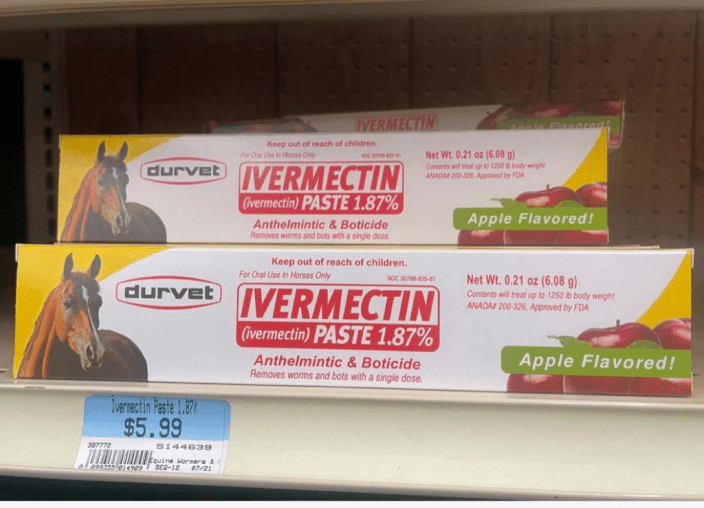 IVERMECTIN
Apple Flavored!
Keep out of reach of children.
For Oral Use In Horses Only
durvet
IVERMECTIN
(ivermectin) PASTE 1.87%
Anthelmintic & Boticide
Removes worms and bots with a single dose.
Net Wt. 0.21 oz (6.08 g)
Contents will treat up to 1250 lb body weight
ANADA# 200-326, Approved by FDA
Apple Flavored!
Keep out of reach of children.
For Oral Use In Horses Only
NDC 30798-835-81
durvet
IVERMECTIN
(ivermectin) PASTE 1.87%
Anthelmintic & Boticide
Removes worms and bots with a single dose.
Net Wt. 0.21 oz (6.08 g)
Contents will treat up to 1250 lb body weight
ANADA# 200-326, Approved by FDA
Apple Flavored!
Ivermectin Paste 1.87%
$5.99
387772
5144639
Equine Wormers &
SEQ-12 07/21